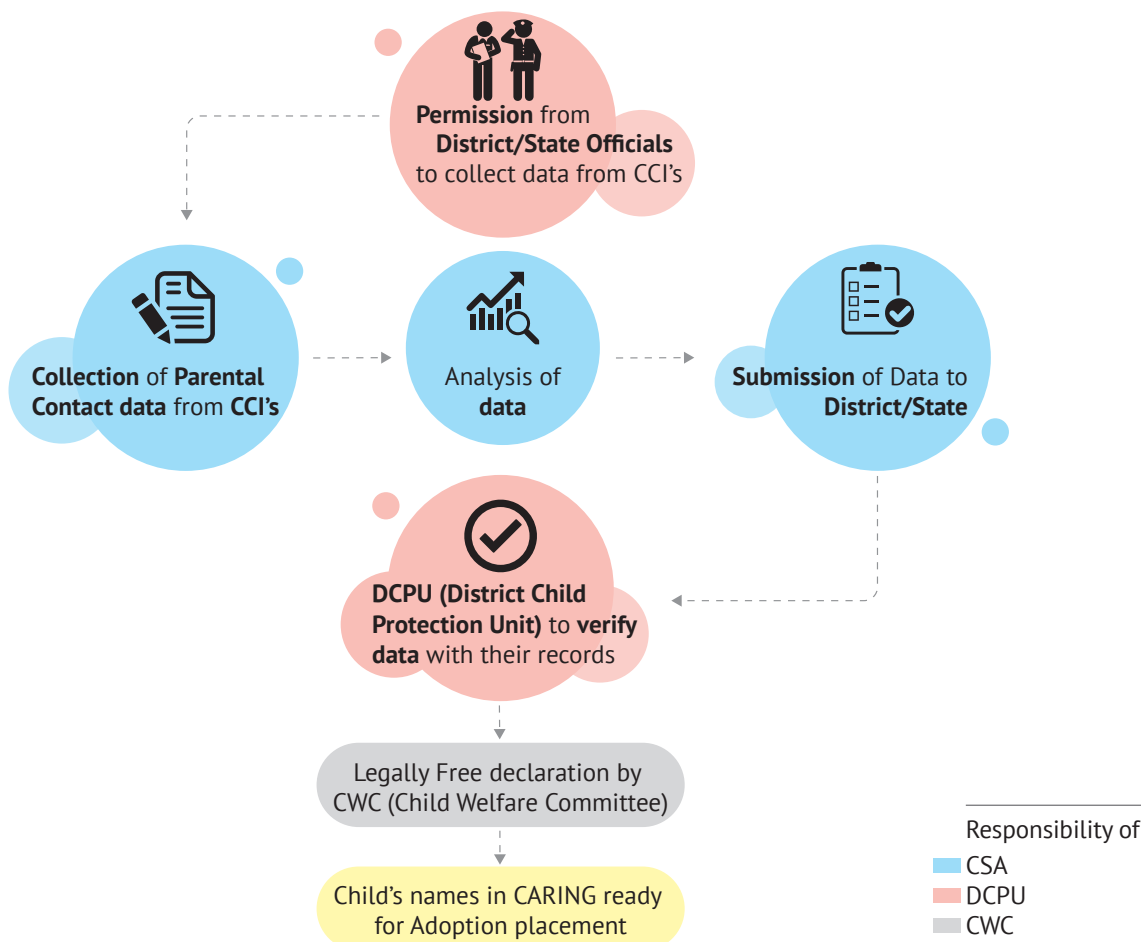 Permission from
District/State Officials
to collect data from CCI's
Collection of Parental
Contact data from CCI's
Analysis of
data
Submission of Data to
District/State
DCPU (District Child
Protection Unit) to verify
data with their records
Legally Free declaration by
CWC (Child Welfare Committee)
Child's names in CARING ready
for Adoption placement
Responsibility of
CSA
DCPU
CWC